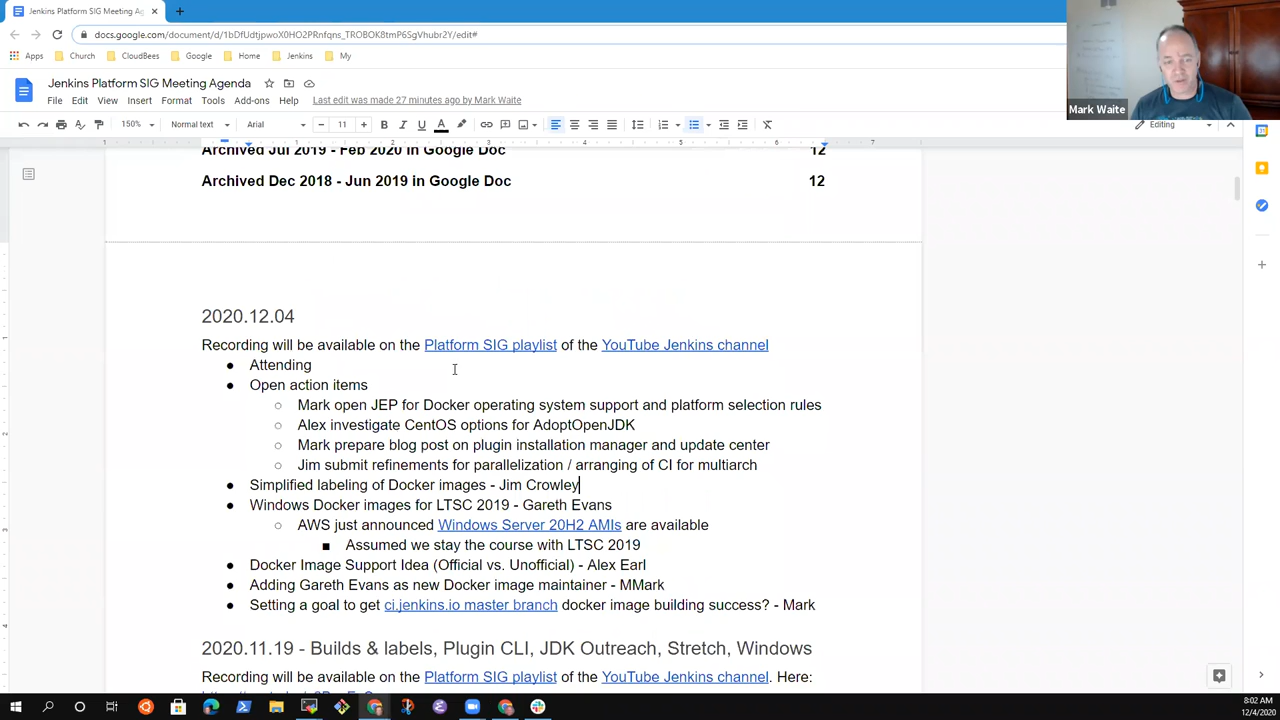 Jenkins Platform SIG Meeting Age
docs.google.com/document/d/1bDfUdtjpwoX0HO2PRnfqns_TROBOK8tmP6SgVhubr2Y/edit#
Apps Church CloudBees Google Home Jenkins My
Jenkins Platform SIG Meeting Agenda
File Edit View Insert Format Tools Add-ons Help Last edit was made 27 minutes ago by Mark Waite
Mark Waite
150% Normal text Arial 11 Editing
1 1 2 3 4 5 6 7
Archived Jul 2019 - Feb 2020 in Google Doc 12
Archived Dec 2018 - Jun 2019 in Google Doc 12
2020.12.04
Recording will be available on the Platform SIG playlist of the YouTube Jenkins channel
● Attending
● Open action items
○ Mark open JEP for Docker operating system support and platform selection rules
○ Alex investigate CentOS options for AdoptOpenJDK
○ Mark prepare blog post on plugin installation manager and update center
○ Jim submit refinements for parallelization / arranging of CI for multiarch
● Simplified labeling of Docker images - Jim Crowley
● Windows Docker images for LTSC 2019 - Gareth Evans
○ AWS just announced Windows Server 20H2 AMIs are available
■ Assumed we stay the course with LTSC 2019
● Docker Image Support Idea (Official vs. Unofficial) - Alex Earl
● Adding Gareth Evans as new Docker image maintainer - MMark
● Setting a goal to get ci.jenkins.io master branch docker image building success? - Mark
2020.11.19 - Builds & labels, Plugin CLI, JDK Outreach, Stretch, Windows
Recording will be available on the Platform SIG playlist of the YouTube Jenkins channel. Here:
8:02 AM
12/4/2020